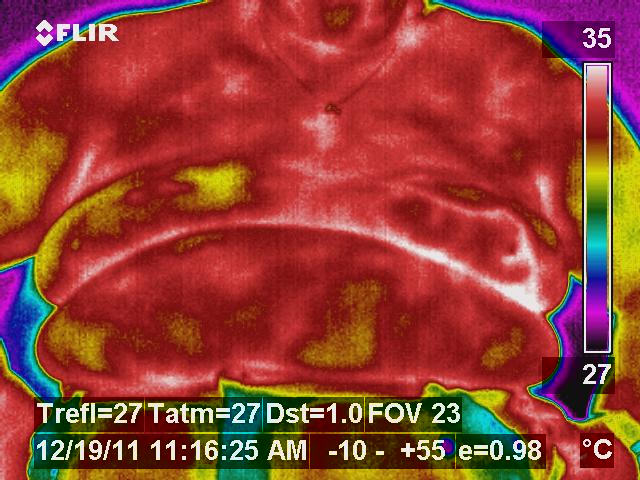 FLIR
35
27
Trefl=27 Tatm=27 Dst=1.0 FOV 23
12/19/11 11:16:25 AM -10 - +55 e=0.98 °C